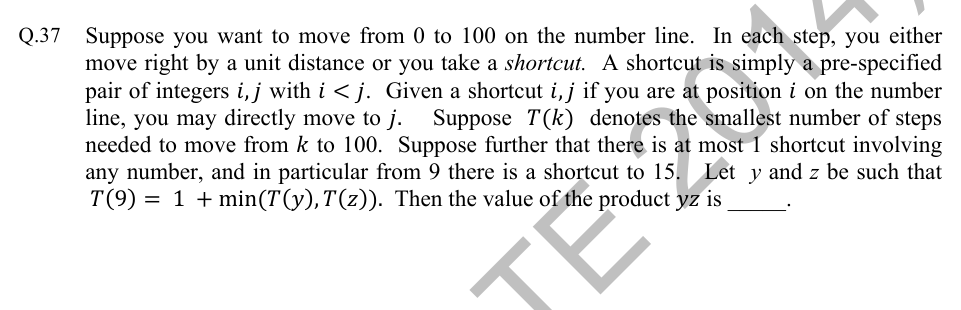 Q.37 Suppose you want to move from 0 to 100 on the number line. In each step, you either
move right by a unit distance or you take a shortcut. A shortcut is simply a pre-specified
pair of integers i, j with i < j. Given a shortcut i, j if you are at position i on the number
line, you may directly move to j. Suppose T(k) denotes the smallest number of steps
needed to move from k to 100. Suppose further that there is at most 1 shortcut involving
any number, and in particular from 9 there is a shortcut to 15. Let y and z be such that
T(9) = 1 + min(T(y),T(z)). Then the value of the product yz is _____.
TE 2014